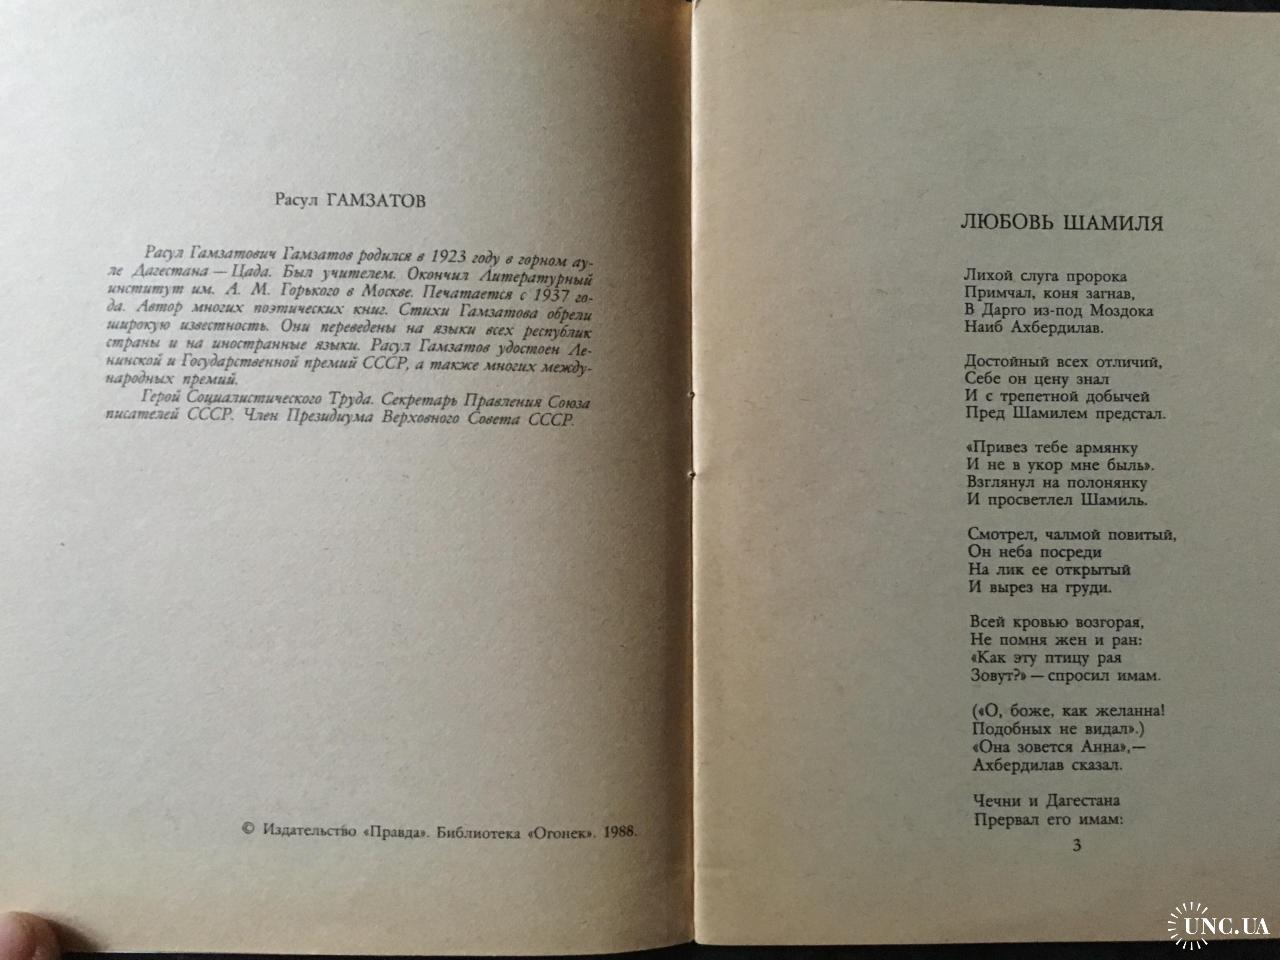 Расул ГАМЗАТОВ
Расул Гамзатович Гамзатов родился в 1923 году в горном ау-
ле Дагестана — Цада. Был учителем. Окончил Литературный
институт им. А. М. Горького в Москве. Печатается с 1937 го-
да. Автор многих поэтических книг. Стихи Гамзатова обрели
широкую известность. Они переведены на языки всех республик
страны и на иностранные языки. Расул Гамзатов удостоен Ле-
нинской и Государственной премий СССР, а также многих между-
народных премий.
Герой Социалистического Труда. Секретарь Правления Союза
писателей СССР. Член Президиума Верховного Совета СССР.
© Издательство «Правда». Библиотека «Огонек». 1988.
ЛЮБОВЬ ШАМИЛЯ
Лихой слуга пророка
Примчал, коня загнав,
В Дарго из-под Моздока
Наиб Ахбердилав.
Достойный всех отличий,
Себе он цену знал
И с трепетной добычей
Пред Шамилем предстал.
«Привез тебе армянку
И не в укор мне быль».
Взглянул на полонянку
И просветлел Шамиль.
Смотрел, чалмой повитый,
Он неба посреди
На лик ее открытый
И вырез на груди.
Всей кровью возгорая,
Не помня жен и ран:
«Как эту птицу рая
Зовут?» — спросил имам.
(«О, боже, как желанна!
Подобных не видал».)
«Она зовется Анна»,—
Ахбердилав сказал.
Чечни и Дагестана
Прервал его имам:
3
UNC.UA